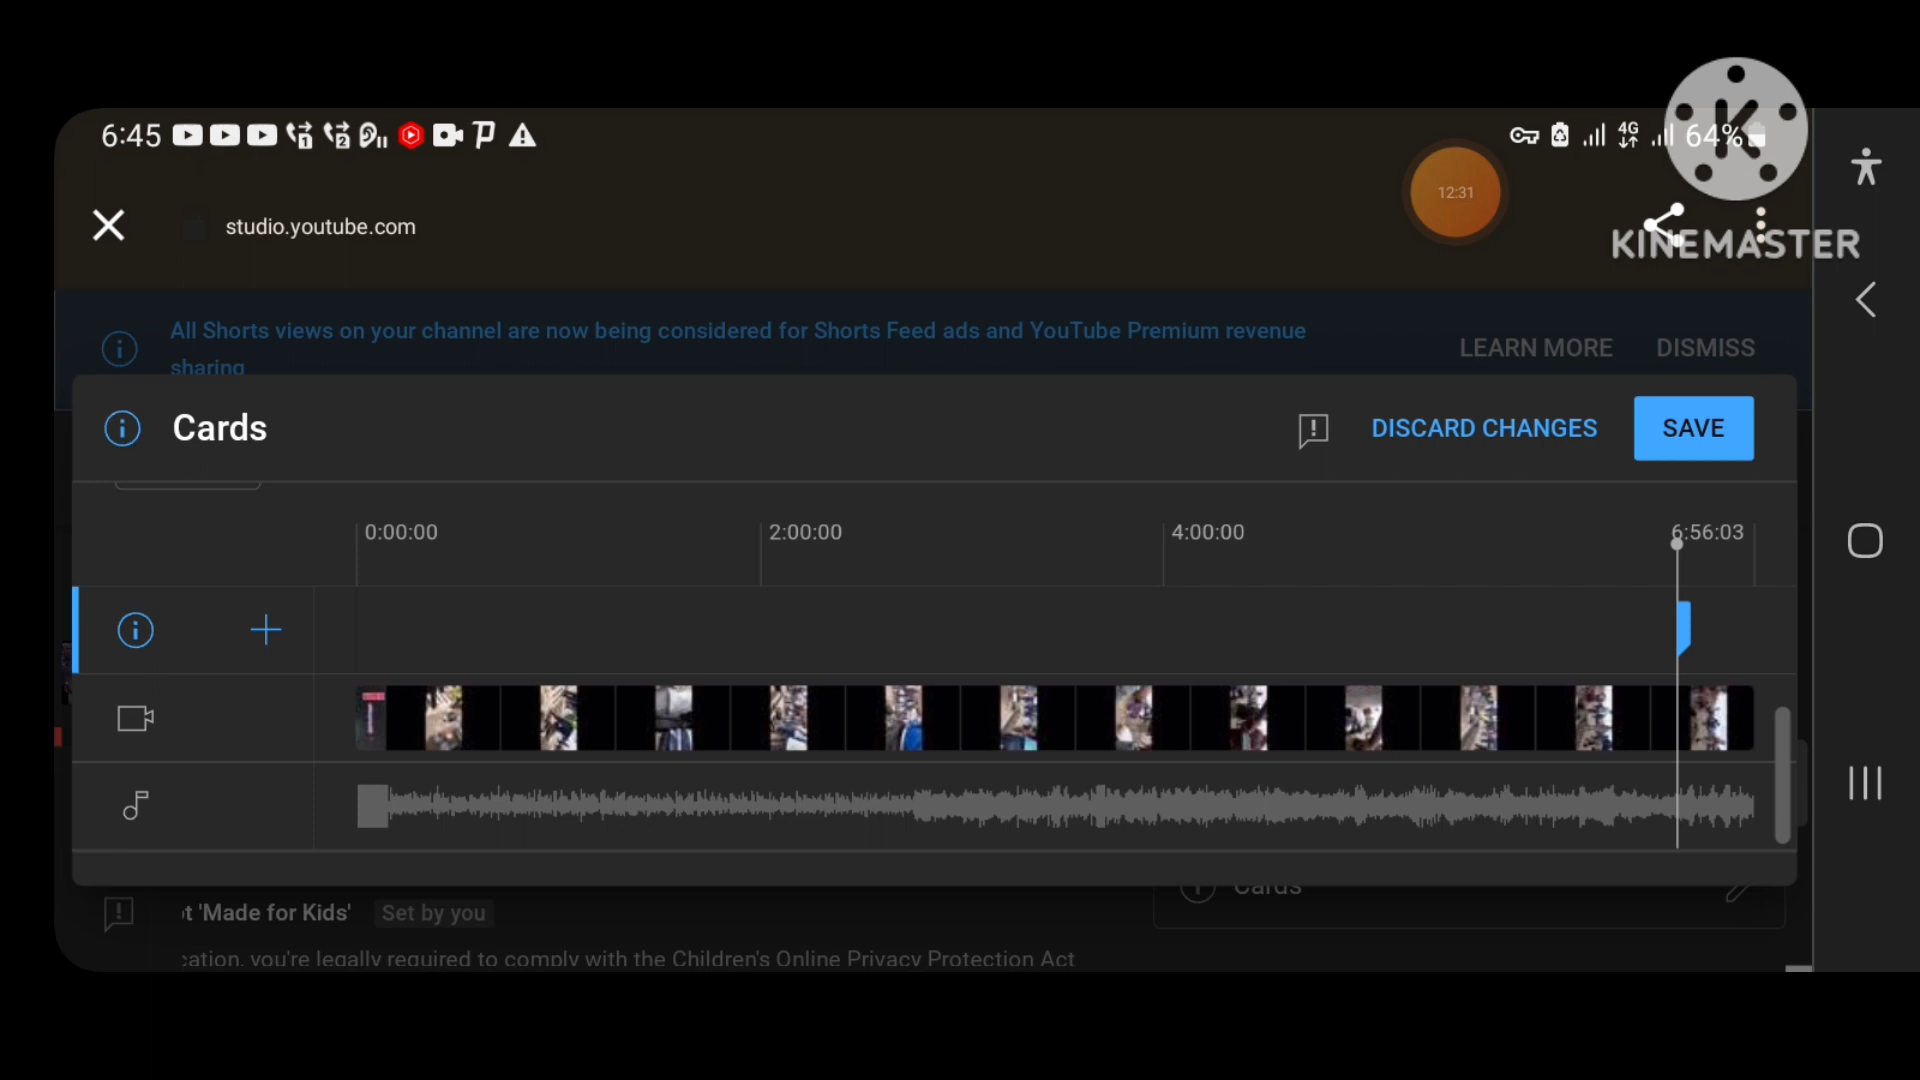 6:45
64%
12:31
studio.youtube.com
KINEMASTER
All Shorts views on your channel are now being considered for Shorts Feed ads and YouTube Premium revenue
sharing
LEARN MORE
DISMISS
Cards
DISCARD CHANGES
SAVE
0:00:00
2:00:00
4:00:00
6:56:03
Cards
't 'Made for Kids'
Set by you
cation, you're legally required to comply with the Children's Online Privacy Protection Act